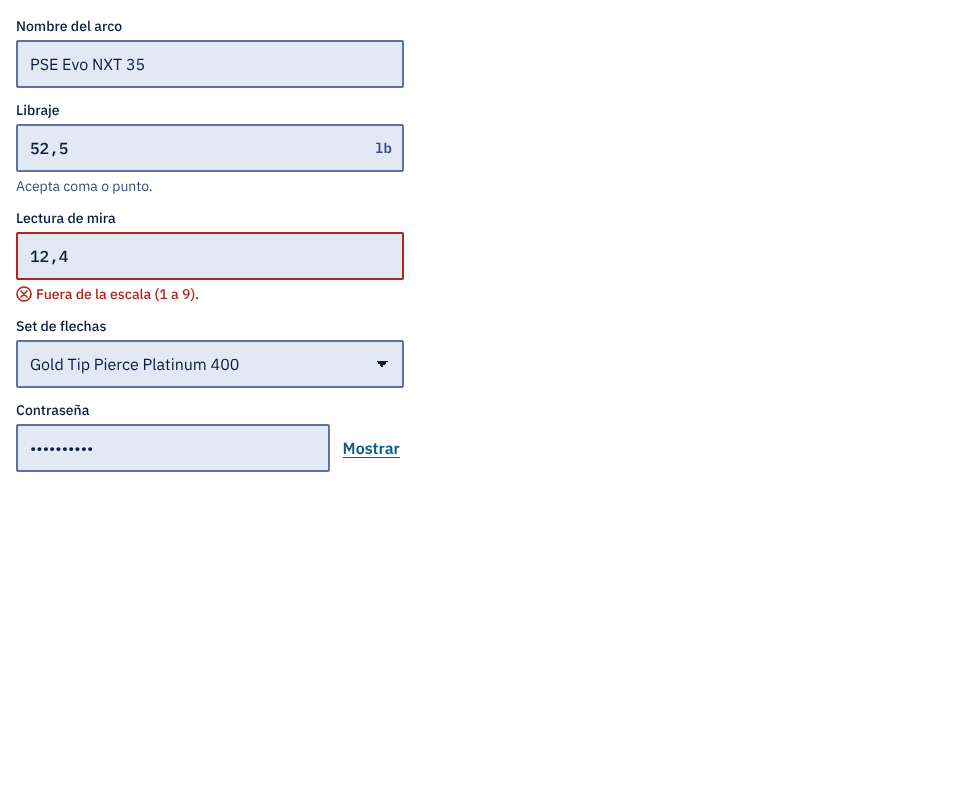 Nombre del arco
PSE Evo NXT 35
Libraje
52,5 lb
Acepta coma o punto.
Lectura de mira
12,4
Fuera de la escala (1 a 9).
Set de flechas
Gold Tip Pierce Platinum 400
Contraseña
•••••••••• Mostrar